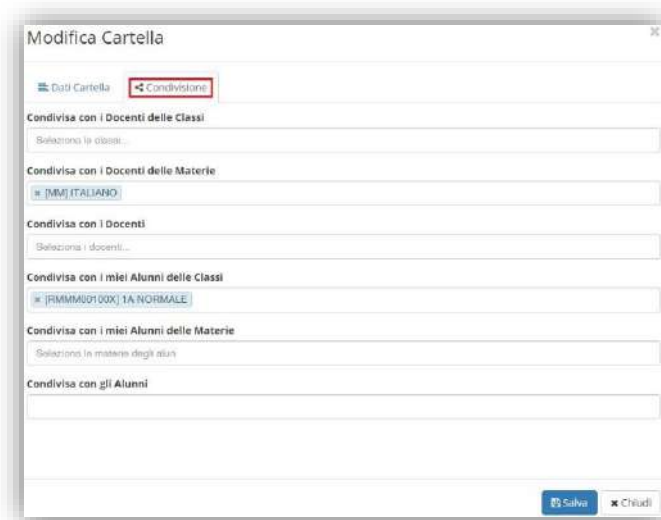 Modifica Cartella
×
Dati Cartella
Condivisione
Condivisa con i Docenti delle Classi
Seleziona le classi...
Condivisa con i Docenti delle Materie
× [MM] ITALIANO
Condivisa con i Docenti
Seleziona i docenti...
Condivisa con i miei Alunni delle Classi
× [RMMM00100X] 1A NORMALE
Condivisa con i miei Alunni delle Materie
Seleziona le materie degli alun
Condivisa con gli Alunni
Salva
× Chiudi